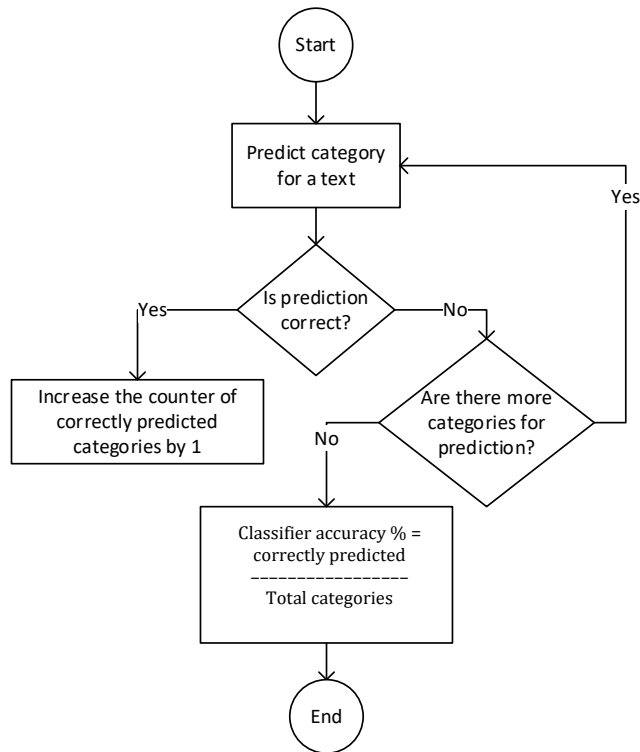 Start
Predict category
for a text
Yes
Is prediction
correct?
Yes
No
Increase the counter of
correctly predicted
categories by 1
Are there more
categories for
prediction?
No
Classifier accuracy % =
correctly predicted
------------------
Total categories
End